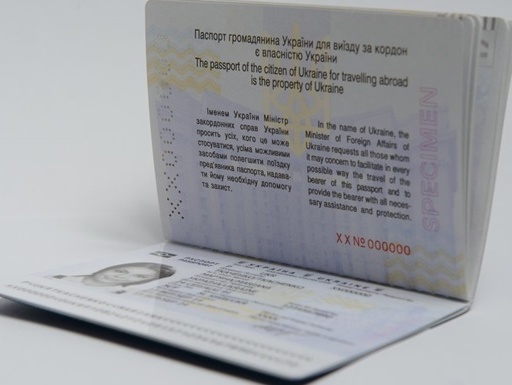 Паспорт громадянина України для виїзду за кордон
є власністю України
The passport of the citizen of Ukraine for travelling abroad
is the property of Ukraine
Іменем України Міністр
закордонних справ України
просить усіх, кого це може
стосуватися, усіма можливими
засобами полегшити поїздку
пред'явника паспорта, надава-
ти йому необхідну допомогу
та захист.
In the name of Ukraine, the
Minister of Foreign Affairs of
Ukraine requests all those whom
it may concern to facilitate in every
possible way the travel of the
bearer of this passport and to
provide the bearer with all neces-
sary assistance and protection.
SPECIMEN
XX№000000
ПАСПОРТ
УКРАЇНА
UKRAINE